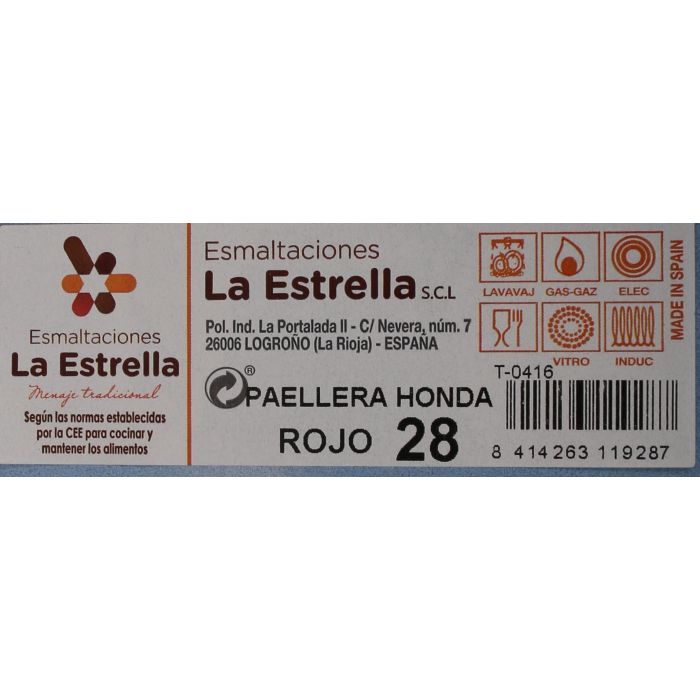 Esmaltaciones
La Estrella
Menaje tradicional
Según las normas establecidas
por la CEE para cocinar y
mantener los alimentos
Esmaltaciones
La Estrella S.C.L
Pol. Ind. La Portalada II - C/ Nevera, núm. 7
26006 LOGROÑO (La Rioja) - ESPAÑA
®
PAELLERA HONDA
ROJO 28
LAVAVAJ GAS-GAZ ELEC
VITRO INDUC
MADE IN SPAIN
T-0416
8 414263 119287